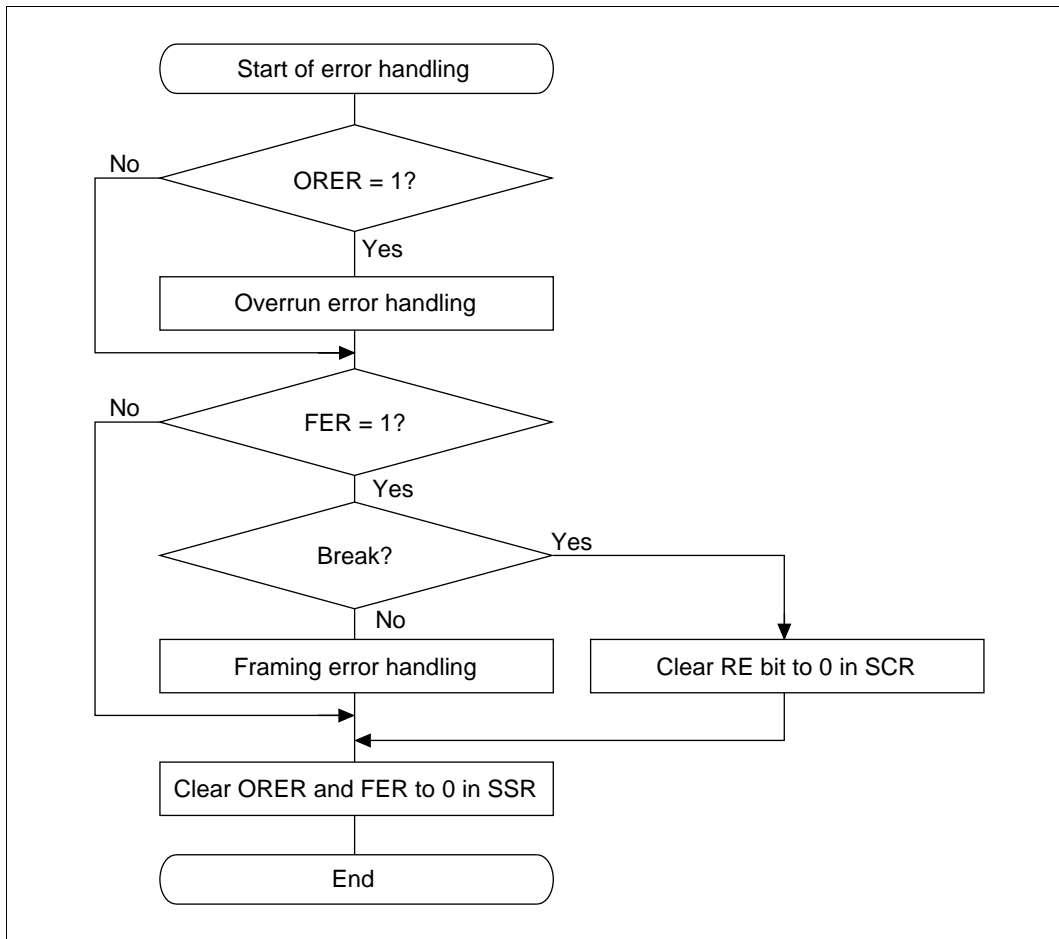 Start of error handling
No
ORER = 1?
Yes
Overrun error handling
No
FER = 1?
Yes
Break?
Yes
No
Framing error handling
Clear RE bit to 0 in SCR
Clear ORER and FER to 0 in SSR
End